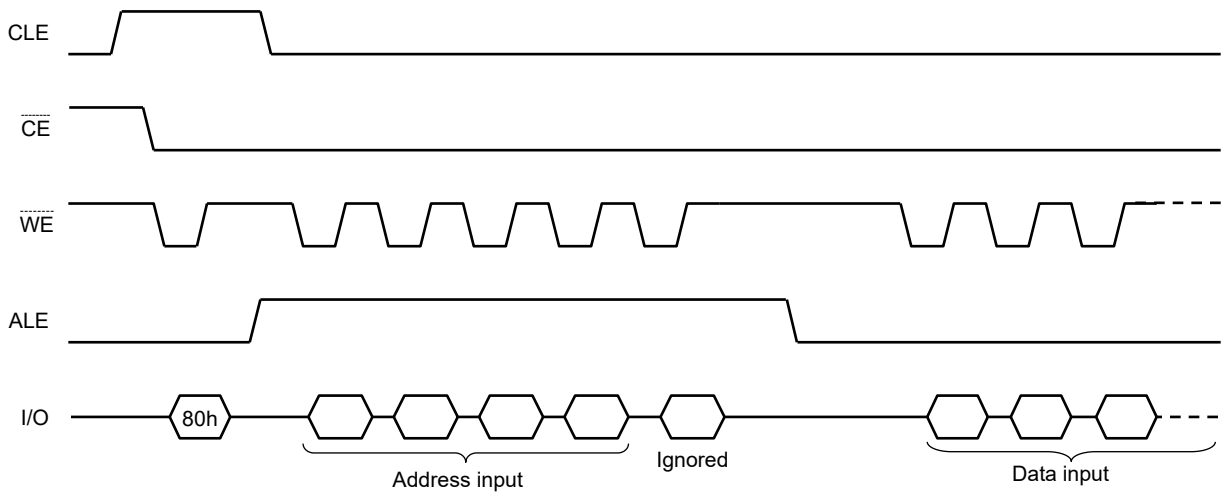 CLE
CE
WE
ALE
I/O
80h
Address input
Ignored
Data input